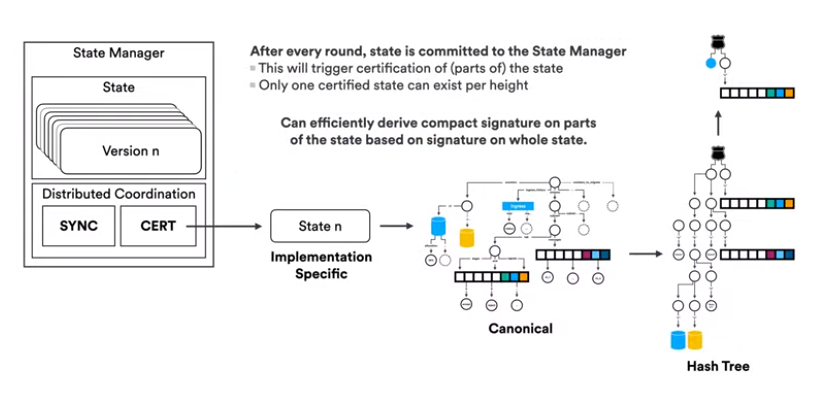 State Manager
State
Version n
Distributed Coordination
SYNC
CERT
After every round, state is committed to the State Manager
This will trigger certification of (parts of) the state
Only one certified state can exist per height
Can efficiently derive compact signature on parts
of the state based on signature on whole state.
State n
Implementation
Specific
Canonical
Hash Tree